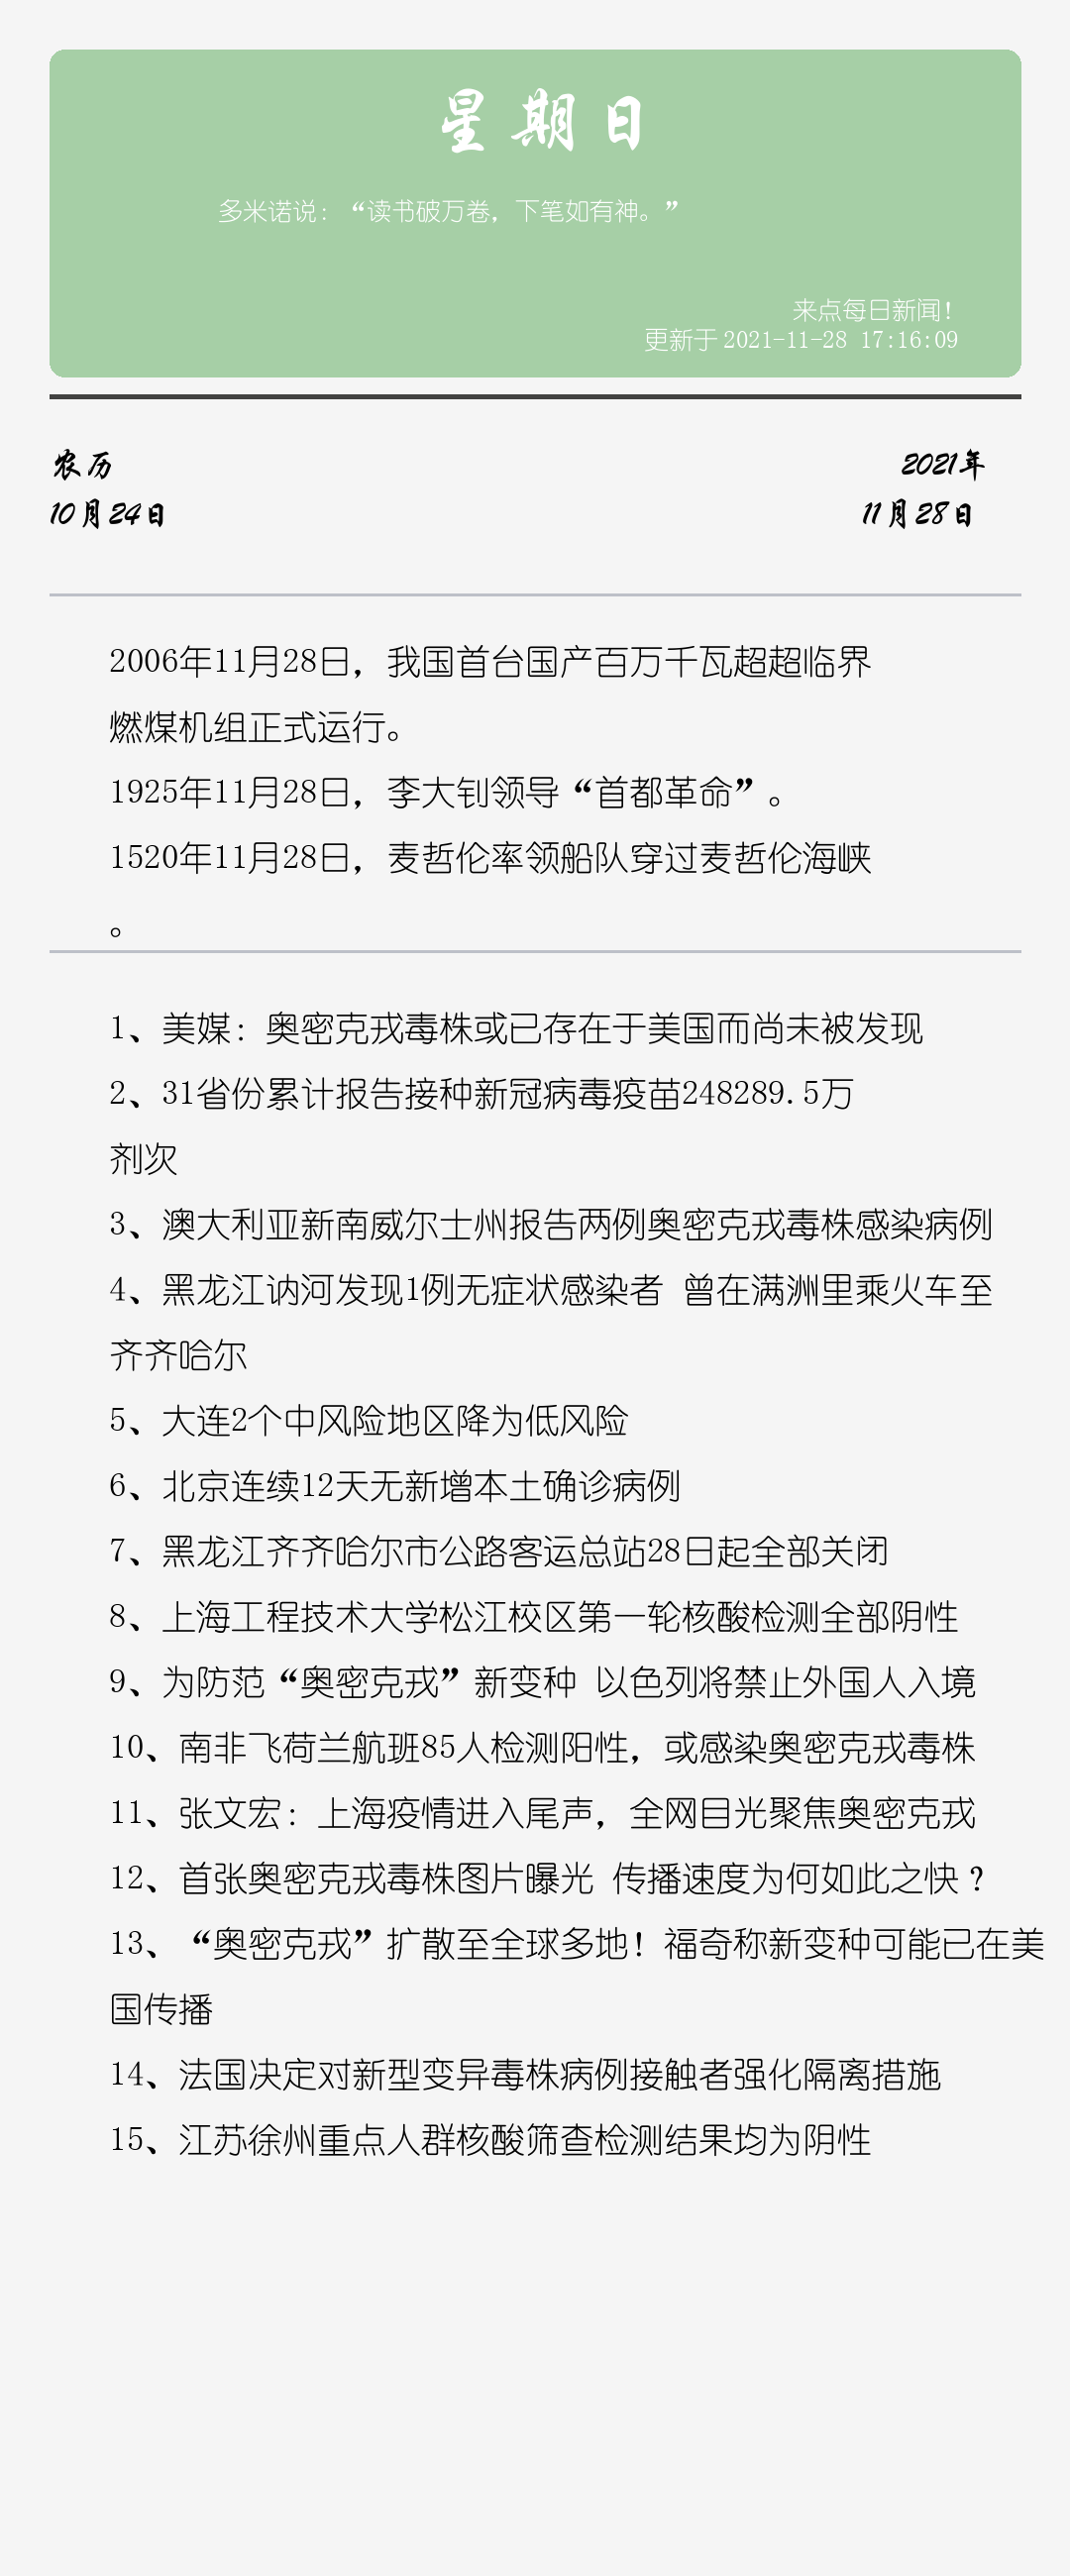 星期日
多米诺说：“读书破万卷，下笔如有神。”
来点每日新闻！
更新于2021-11-28 17:16:09
农历
10月24日
2021年
11月28日
2006年11月28日，我国首台国产百万千瓦超超临界
燃煤机组正式运行。
1925年11月28日，李大钊领导“首都革命”。
1520年11月28日，麦哲伦率领船队穿过麦哲伦海峡
。
1、美媒：奥密克戎毒株或已存在于美国而尚未被发现
2、31省份累计报告接种新冠病毒疫苗248289.5万
剂次
3、澳大利亚新南威尔士州报告两例奥密克戎毒株感染病例
4、黑龙江讷河发现1例无症状感染者 曾在满洲里乘火车至
齐齐哈尔
5、大连2个中风险地区降为低风险
6、北京连续12天无新增本土确诊病例
7、黑龙江齐齐哈尔市公路客运总站28日起全部关闭
8、上海工程技术大学松江校区第一轮核酸检测全部阴性
9、为防范“奥密克戎”新变种 以色列将禁止外国人入境
10、南非飞荷兰航班85人检测阳性，或感染奥密克戎毒株
11、张文宏：上海疫情进入尾声，全网目光聚焦奥密克戎
12、首张奥密克戎毒株图片曝光 传播速度为何如此之快？
13、“奥密克戎”扩散至全球多地！福奇称新变种可能已在美
国传播
14、法国决定对新型变异毒株病例接触者强化隔离措施
15、江苏徐州重点人群核酸筛查检测结果均为阴性